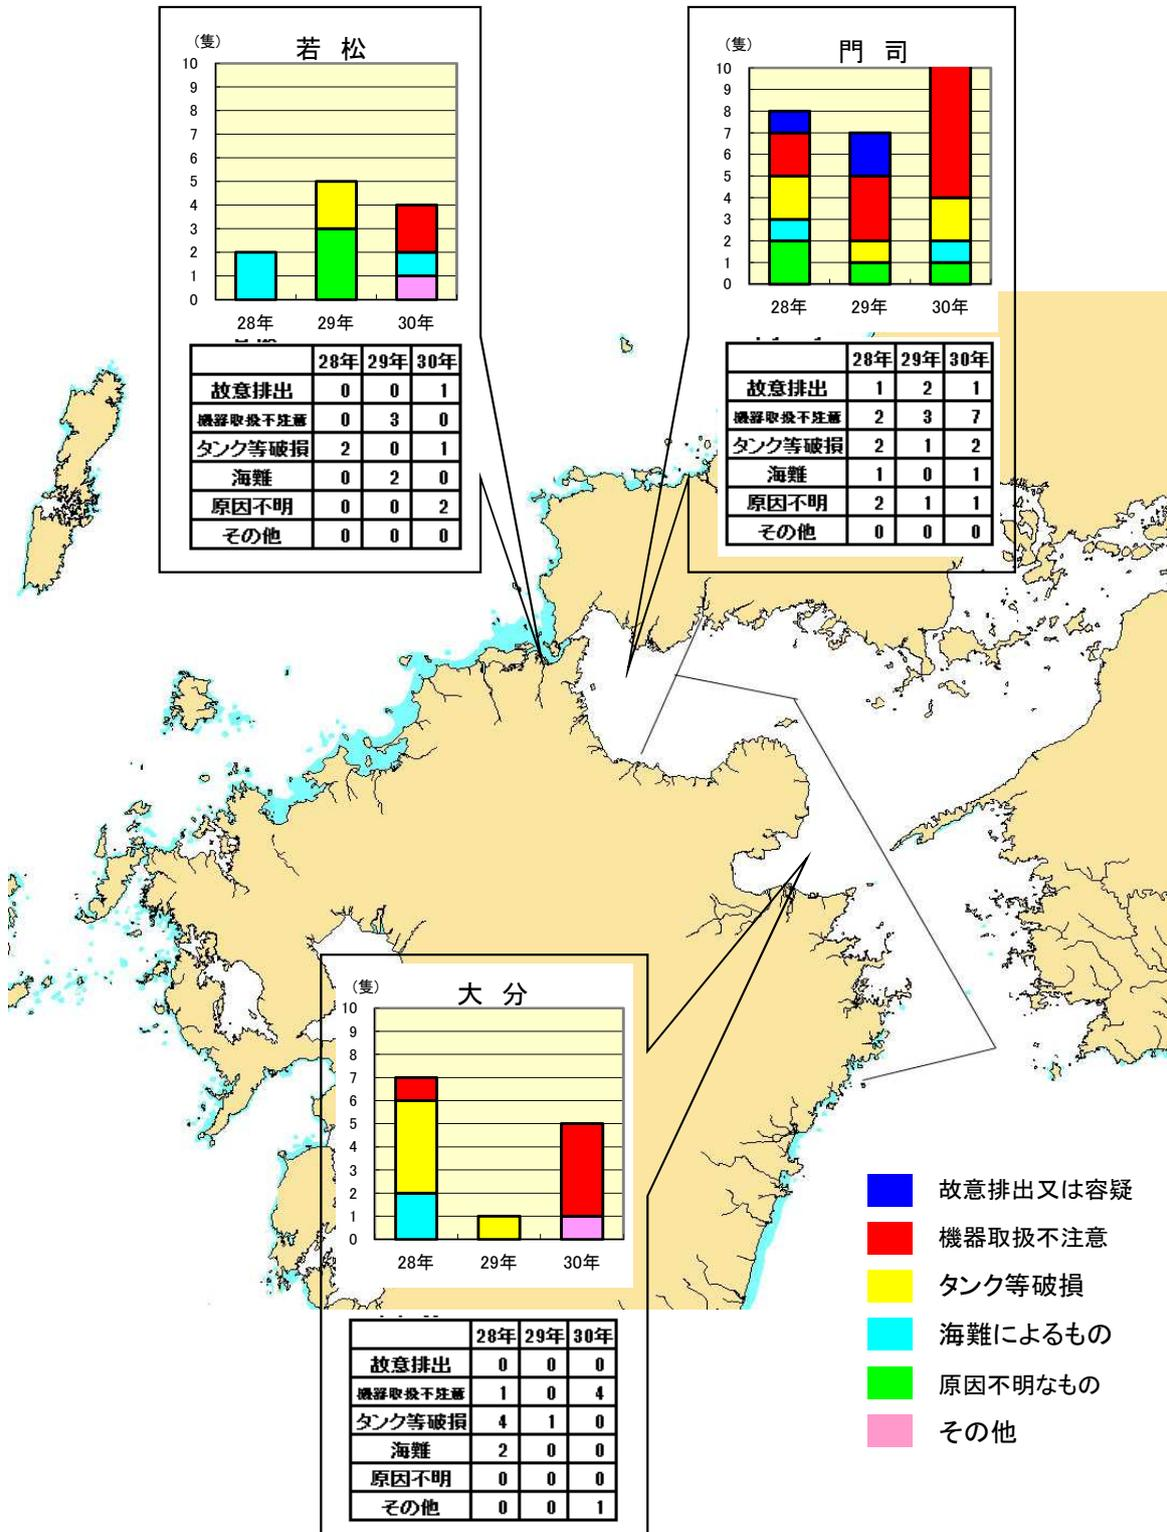 (隻)
若 松
10
9
8
7
6
5
4
3
2
1
0
28年 29年 30年
28年 29年 30年
故意排出 0 0 1
機器取扱不注意 0 3 0
タンク等破損 2 0 1
海難 0 2 0
原因不明 0 0 2
その他 0 0 0
(隻)
門 司
10
9
8
7
6
5
4
3
2
1
0
28年 29年 30年
28年 29年 30年
故意排出 1 2 1
機器取扱不注意 2 3 7
タンク等破損 2 1 2
海難 1 0 1
原因不明 2 1 1
その他 0 0 0
(隻)
大 分
10
9
8
7
6
5
4
3
2
1
0
28年 29年 30年
28年 29年 30年
故意排出 0 0 0
機器取扱不注意 1 0 4
タンク等破損 4 1 0
海難 2 0 0
原因不明 0 0 0
その他 0 0 1
故意排出又は容疑
機器取扱不注意
タンク等破損
海難によるもの
原因不明なもの
その他